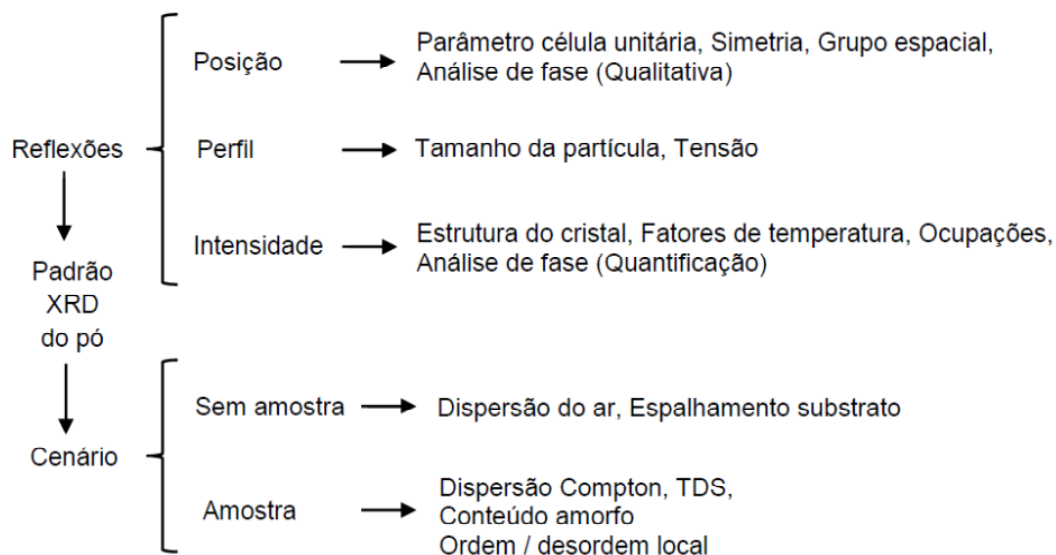 Reflexões
Padrão
XRD
do pó
Cenário
Posição
Parâmetro célula unitária, Simetria, Grupo espacial,
Análise de fase (Qualitativa)
Perfil
Tamanho da partícula, Tensão
Intensidade
Estrutura do cristal, Fatores de temperatura, Ocupações,
Análise de fase (Quantificação)
Sem amostra
Dispersão do ar, Espalhamento substrato
Amostra
Dispersão Compton, TDS,
Conteúdo amorfo
Ordem / desordem local